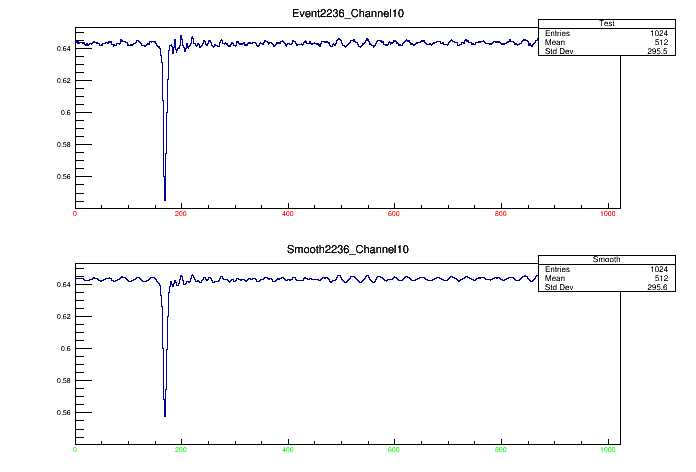 Event2236_Channel10
Test
Entries 1024
Mean 512
Std Dev 295.5
0.64
0.62
0.6
0.58
0.56
0 200 400 600 800 1000
Smooth2236_Channel10
Smooth
Entries 1024
Mean 512
Std Dev 295.6
0.64
0.62
0.6
0.58
0.56
0 200 400 600 800 1000